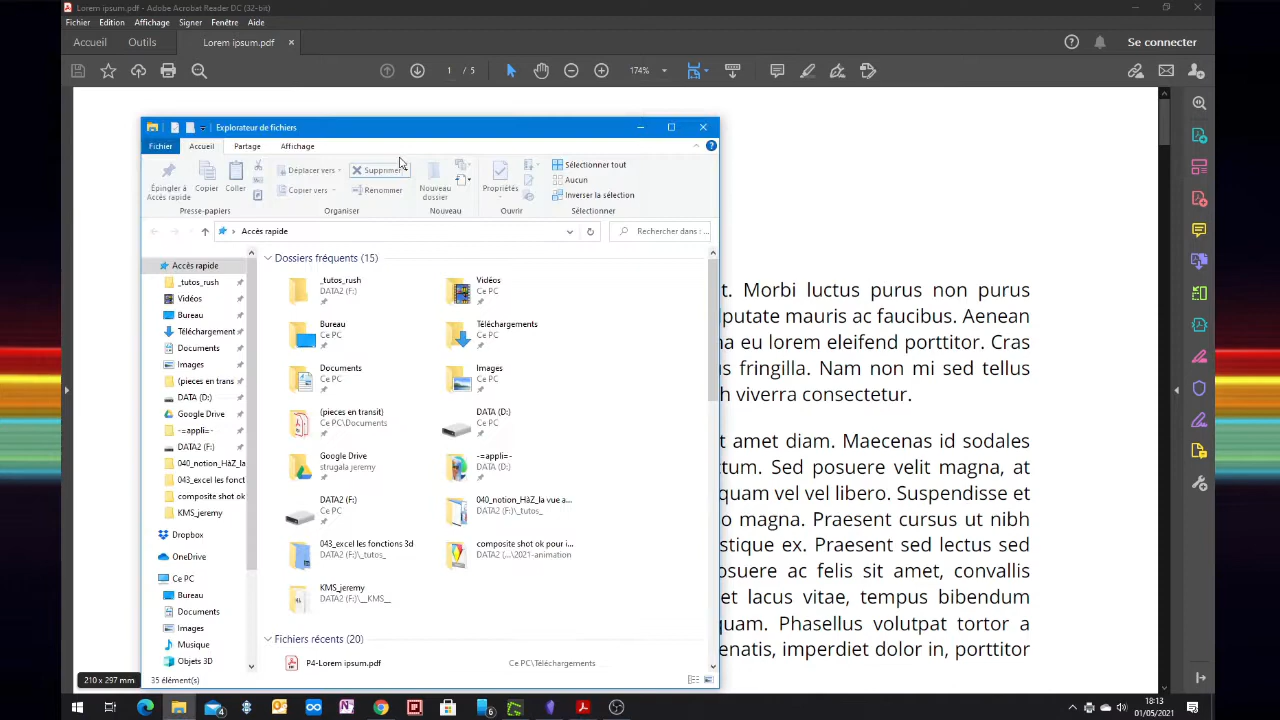 Lorem ipsum.pdf - Adobe Acrobat Reader DC (32-bit)
Fichier Edition Affichage Signer Fenêtre Aide
Accueil Outils Lorem ipsum.pdf Se connecter
1 / 5 174%
Explorateur de fichiers
Fichier Accueil Partage Affichage
Épingler à Accès rapide
Copier
Coller
Presse-papiers
Déplacer vers
Copier vers
Supprimer
Renommer
Organiser
Nouveau dossier
Nouveau
Propriétés
Ouvrir
Sélectionner tout
Aucun
Inverser la sélection
Sélectionner
Accès rapide
Rechercher dans : ...
Accès rapide
_tutos_rush
Vidéos
Bureau
Téléchargement
Documents
Images
(pieces en trans
DATA (D:)
Google Drive
-=appli=-
DATA2 (F:)
040_notion_HàZ_la
043_excel les fonct
composite shot ok
KMS_jeremy
Dropbox
OneDrive
Ce PC
Bureau
Documents
Images
Musique
Objets 3D
Dossiers fréquents (15)
_tutos_rush
DATA2 (F:)
Vidéos
Ce PC
Bureau
Ce PC
Téléchargements
Ce PC
Documents
Ce PC
Images
Ce PC
(pieces en transit)
Ce PC\Documents
DATA (D:)
Ce PC
Google Drive
strugala jeremy
-=appli=-
DATA (D:)
DATA2 (F:)
Ce PC
040_notion_HàZ_la vue a...
DATA2 (F:)\_tutos_
043_excel les fonctions 3d
DATA2 (F:)\_tutos_
composite shot ok pour i...
DATA2 (...\2021-animation
KMS_jeremy
DATA2 (F:)\__KMS__
Fichiers récents (20)
P4-Lorem ipsum.pdf Ce PC\Téléchargements
35 élément(s)
t. Morbi luctus purus non purus
putate mauris ac faucibus. Aenean
na eu lorem eleifend porttitor. Cras
s fringilla. Nam non mi sed tellus
h viverra consectetur.
t amet diam. Maecenas id sodales
tum. Sed posuere velit magna, at
quam vel vel libero. Suspendisse et
o magna. Praesent cursus ut nibh
stique ex. Praesent sed lectus sed
osuere ac felis sit amet, convallis
et lacus vitae, tempus bibendum
quam. Phasellus volutpat tortor a
enatis, imperdiet dolor in, porttitor
210 x 297 mm
4
6
18:13
01/05/2021